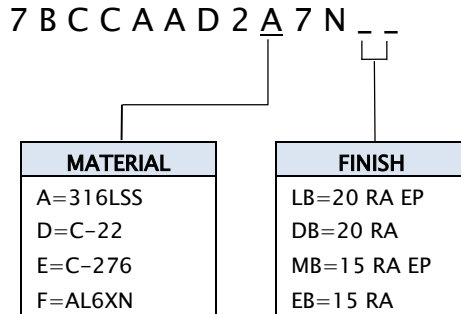 7 B C C A A D 2 A 7 N _ _
MATERIAL
A=316LSS
D=C-22
E=C-276
F=AL6XN
FINISH
LB=20 RA EP
DB=20 RA
MB=15 RA EP
EB=15 RA